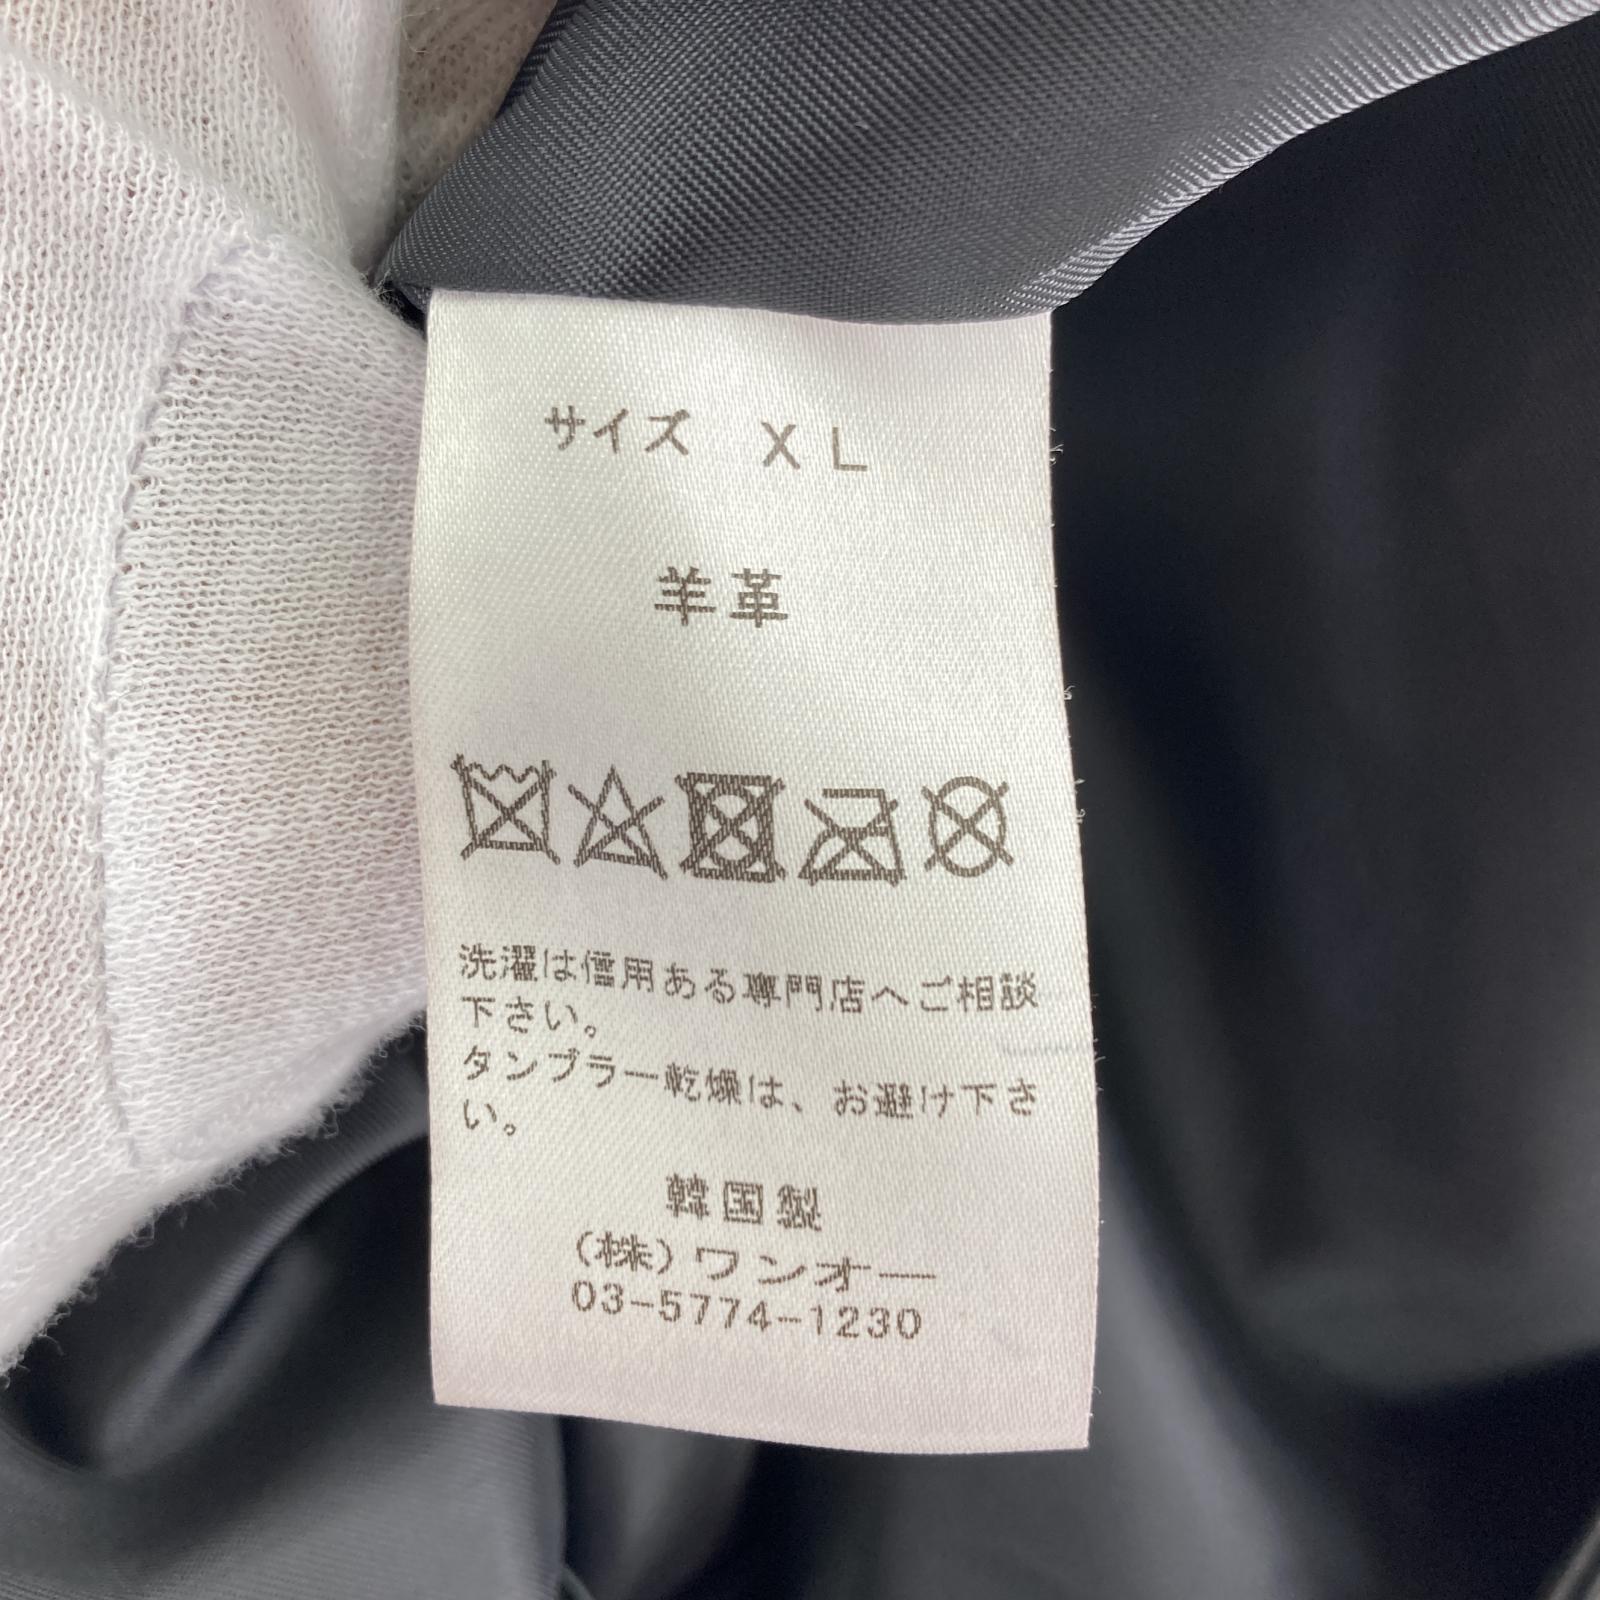 サイズ XL
羊革
洗濯は信用ある専門店へご相談
下さい。
タンブラー乾燥は、お避け下さ
い。
韓国製
(株)ワンオー
03-5774-1230